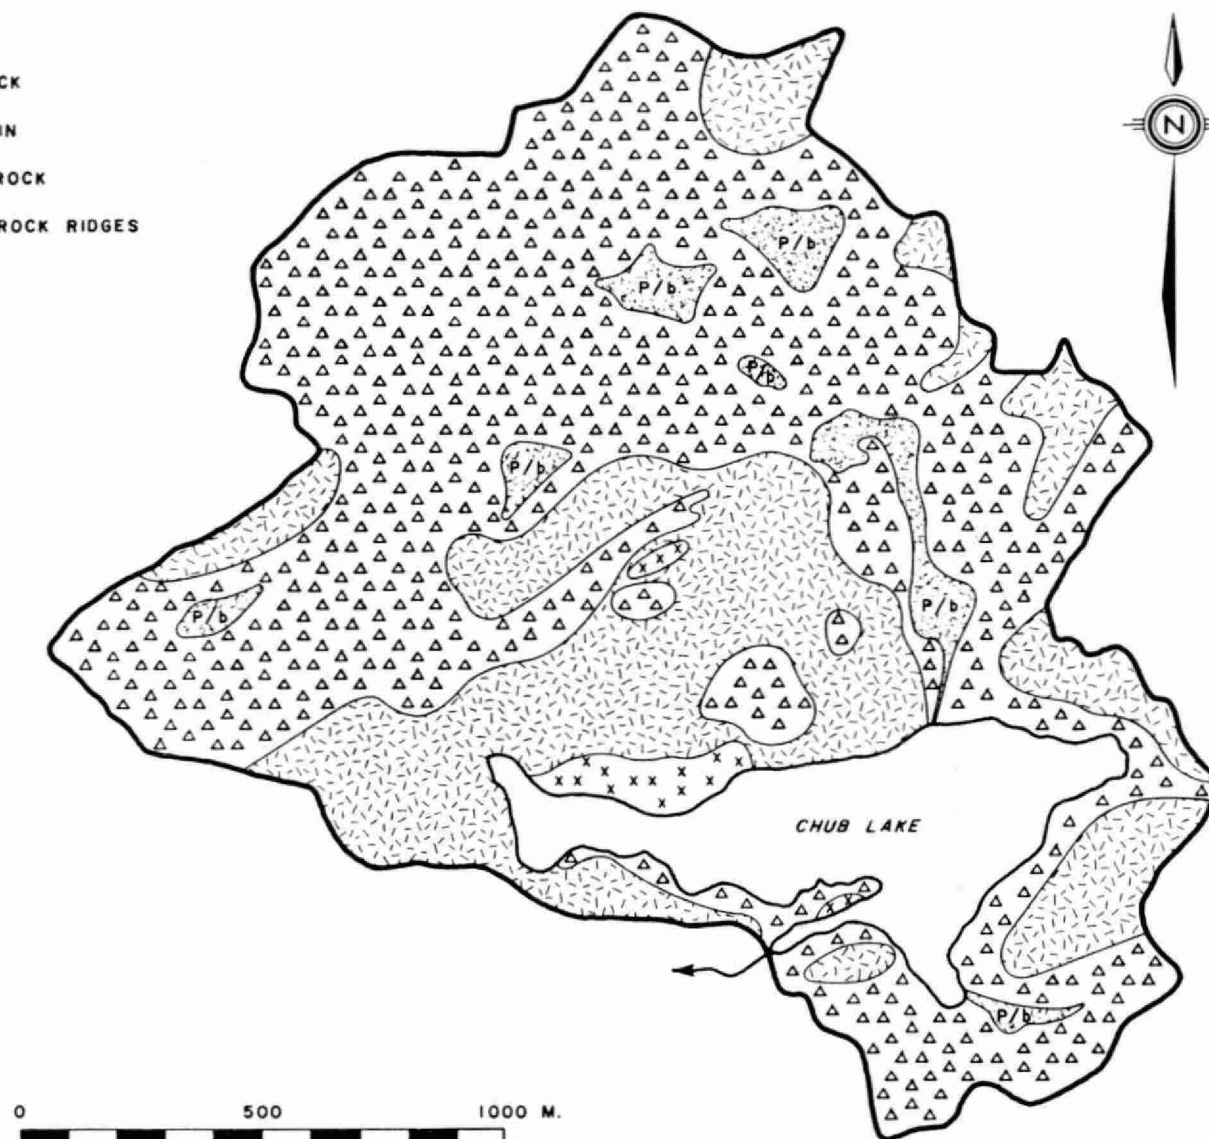 CK
IN
ROCK
ROCK RIDGES
N
P/b
P/b
P/b
P/b
P/b
P/b
CHUB LAKE
P/b
0 500 1000 M.